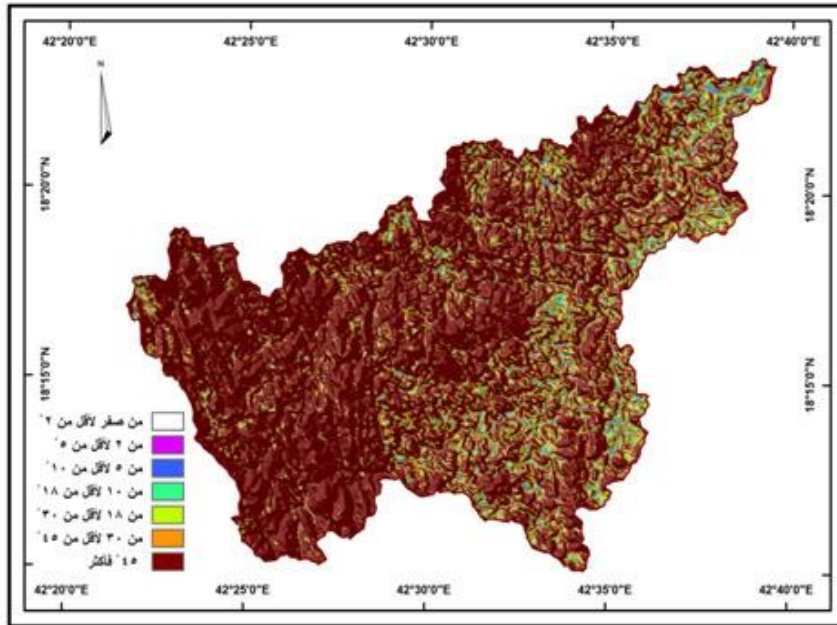 42°20'0"E 42°25'0"E 42°30'0"E 42°35'0"E 42°40'0"E
N
18°20'0"N 18°20'0"N
18°15'0"N 18°15'0"N
من صفر لأقل من ٢°
من ٢ لأقل من ٥°
من ٥ لأقل من ١٠°
من ١٠ لأقل من ١٨°
من ١٨ لأقل من ٣٠°
من ٣٠ لأقل من ٤٥°
٤٥° فأكثر
42°20'0"E 42°25'0"E 42°30'0"E 42°35'0"E 42°40'0"E